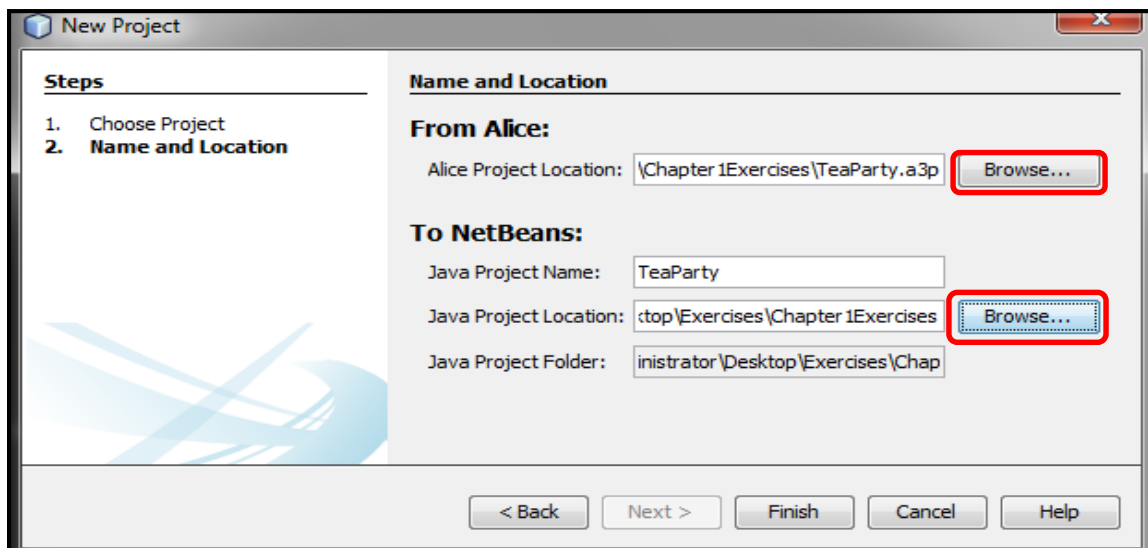 New Project
Steps
1. Choose Project
2. Name and Location
Name and Location
From Alice:
Alice Project Location: \Chapter1Exercises\TeaParty.a3p Browse...
To NetBeans:
Java Project Name: TeaParty
Java Project Location: ktop\Exercises\Chapter1Exercises Browse...
Java Project Folder: inistrator\Desktop\Exercises\Chap
< Back Next > Finish Cancel Help